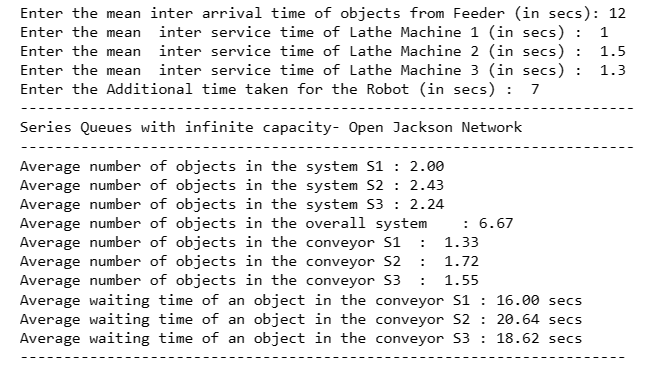 Enter the mean inter arrival time of objects from Feeder (in secs): 12
Enter the mean  inter service time of Lathe Machine 1 (in secs) :  1
Enter the mean  inter service time of Lathe Machine 2 (in secs) :  1.5
Enter the mean  inter service time of Lathe Machine 3 (in secs) :  1.3
Enter the Additional time taken for the Robot (in secs) :  7
----------------------------------------------------------------------
Series Queues with infinite capacity- Open Jackson Network
----------------------------------------------------------------------
Average number of objects in the system S1 : 2.00
Average number of objects in the system S2 : 2.43
Average number of objects in the system S3 : 2.24
Average number of objects in the overall system    : 6.67
Average number of objects in the conveyor S1  :  1.33
Average number of objects in the conveyor S2  :  1.72
Average number of objects in the conveyor S3  :  1.55
Average waiting time of an object in the conveyor S1 : 16.00 secs
Average waiting time of an object in the conveyor S2 : 20.64 secs
Average waiting time of an object in the conveyor S3 : 18.62 secs
---------------------------------------------------------------------